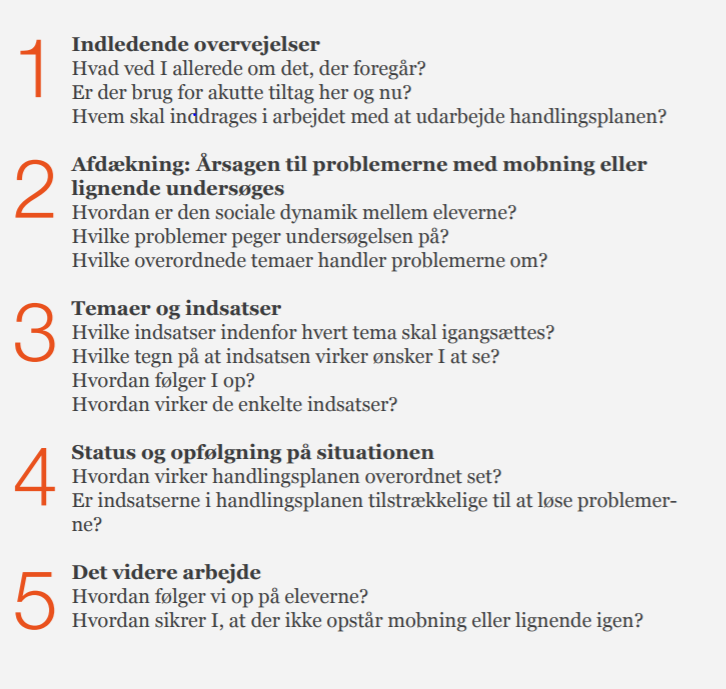 1
Indledende overvejelser
Hvad ved I allerede om det, der foregår?
Er der brug for akutte tiltag her og nu?
Hvem skal inddrages i arbejdet med at udarbejde handlingsplanen?
2
Afdækning: Årsagen til problemerne med mobning eller
lignende undersøges
Hvordan er den sociale dynamik mellem eleverne?
Hvilke problemer peger undersøgelsen på?
Hvilke overordnede temaer handler problemerne om?
3
Temaer og indsatser
Hvilke indsatser indenfor hvert tema skal igangsættes?
Hvilke tegn på at indsatsen virker ønsker I at se?
Hvordan følger I op?
Hvordan virker de enkelte indsatser?
4
Status og opfølgning på situationen
Hvordan virker handlingsplanen overordnet set?
Er indsatserne i handlingsplanen tilstrækkelige til at løse problemer-
ne?
5
Det videre arbejde
Hvordan følger vi op på eleverne?
Hvordan sikrer I, at der ikke opstår mobning eller lignende igen?